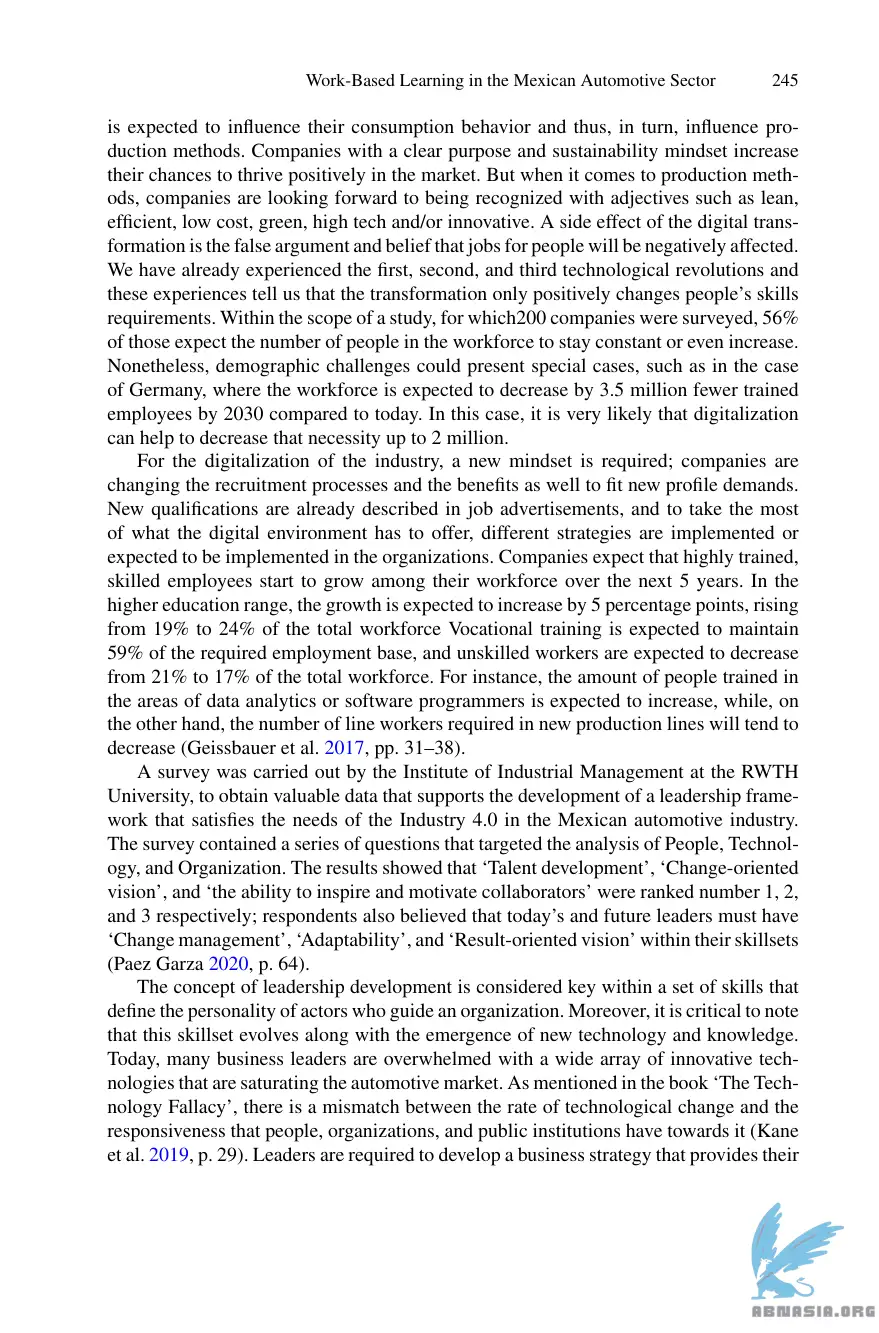 Work-Based Learning in the Mexican Automotive Sector 245
is expected to influence their consumption behavior and thus, in turn, influence pro-
duction methods. Companies with a clear purpose and sustainability mindset increase
their chances to thrive positively in the market. But when it comes to production meth-
ods, companies are looking forward to being recognized with adjectives such as lean,
efficient, low cost, green, high tech and/or innovative. A side effect of the digital trans-
formation is the false argument and belief that jobs for people will be negatively affected.
We have already experienced the first, second, and third technological revolutions and
these experiences tell us that the transformation only positively changes people’s skills
requirements. Within the scope of a study, for which200 companies were surveyed, 56%
of those expect the number of people in the workforce to stay constant or even increase.
Nonetheless, demographic challenges could present special cases, such as in the case
of Germany, where the workforce is expected to decrease by 3.5 million fewer trained
employees by 2030 compared to today. In this case, it is very likely that digitalization
can help to decrease that necessity up to 2 million.
For the digitalization of the industry, a new mindset is required; companies are
changing the recruitment processes and the benefits as well to fit new profile demands.
New qualifications are already described in job advertisements, and to take the most
of what the digital environment has to offer, different strategies are implemented or
expected to be implemented in the organizations. Companies expect that highly trained,
skilled employees start to grow among their workforce over the next 5 years. In the
higher education range, the growth is expected to increase by 5 percentage points, rising
from 19% to 24% of the total workforce Vocational training is expected to maintain
59% of the required employment base, and unskilled workers are expected to decrease
from 21% to 17% of the total workforce. For instance, the amount of people trained in
the areas of data analytics or software programmers is expected to increase, while, on
the other hand, the number of line workers required in new production lines will tend to
decrease (Geissbauer et al. 2017, pp. 31–38).
A survey was carried out by the Institute of Industrial Management at the RWTH
University, to obtain valuable data that supports the development of a leadership frame-
work that satisfies the needs of the Industry 4.0 in the Mexican automotive industry.
The survey contained a series of questions that targeted the analysis of People, Technol-
ogy, and Organization. The results showed that ‘Talent development’, ‘Change-oriented
vision’, and ‘the ability to inspire and motivate collaborators’ were ranked number 1, 2,
and 3 respectively; respondents also believed that today’s and future leaders must have
‘Change management’, ‘Adaptability’, and ‘Result-oriented vision’ within their skillsets
(Paez Garza 2020, p. 64).
The concept of leadership development is considered key within a set of skills that
define the personality of actors who guide an organization. Moreover, it is critical to note
that this skillset evolves along with the emergence of new technology and knowledge.
Today, many business leaders are overwhelmed with a wide array of innovative tech-
nologies that are saturating the automotive market. As mentioned in the book ‘The Tech-
nology Fallacy’, there is a mismatch between the rate of technological change and the
responsiveness that people, organizations, and public institutions have towards it (Kane
et al. 2019, p. 29). Leaders are required to develop a business strategy that provides their
ABNASIA.ORG